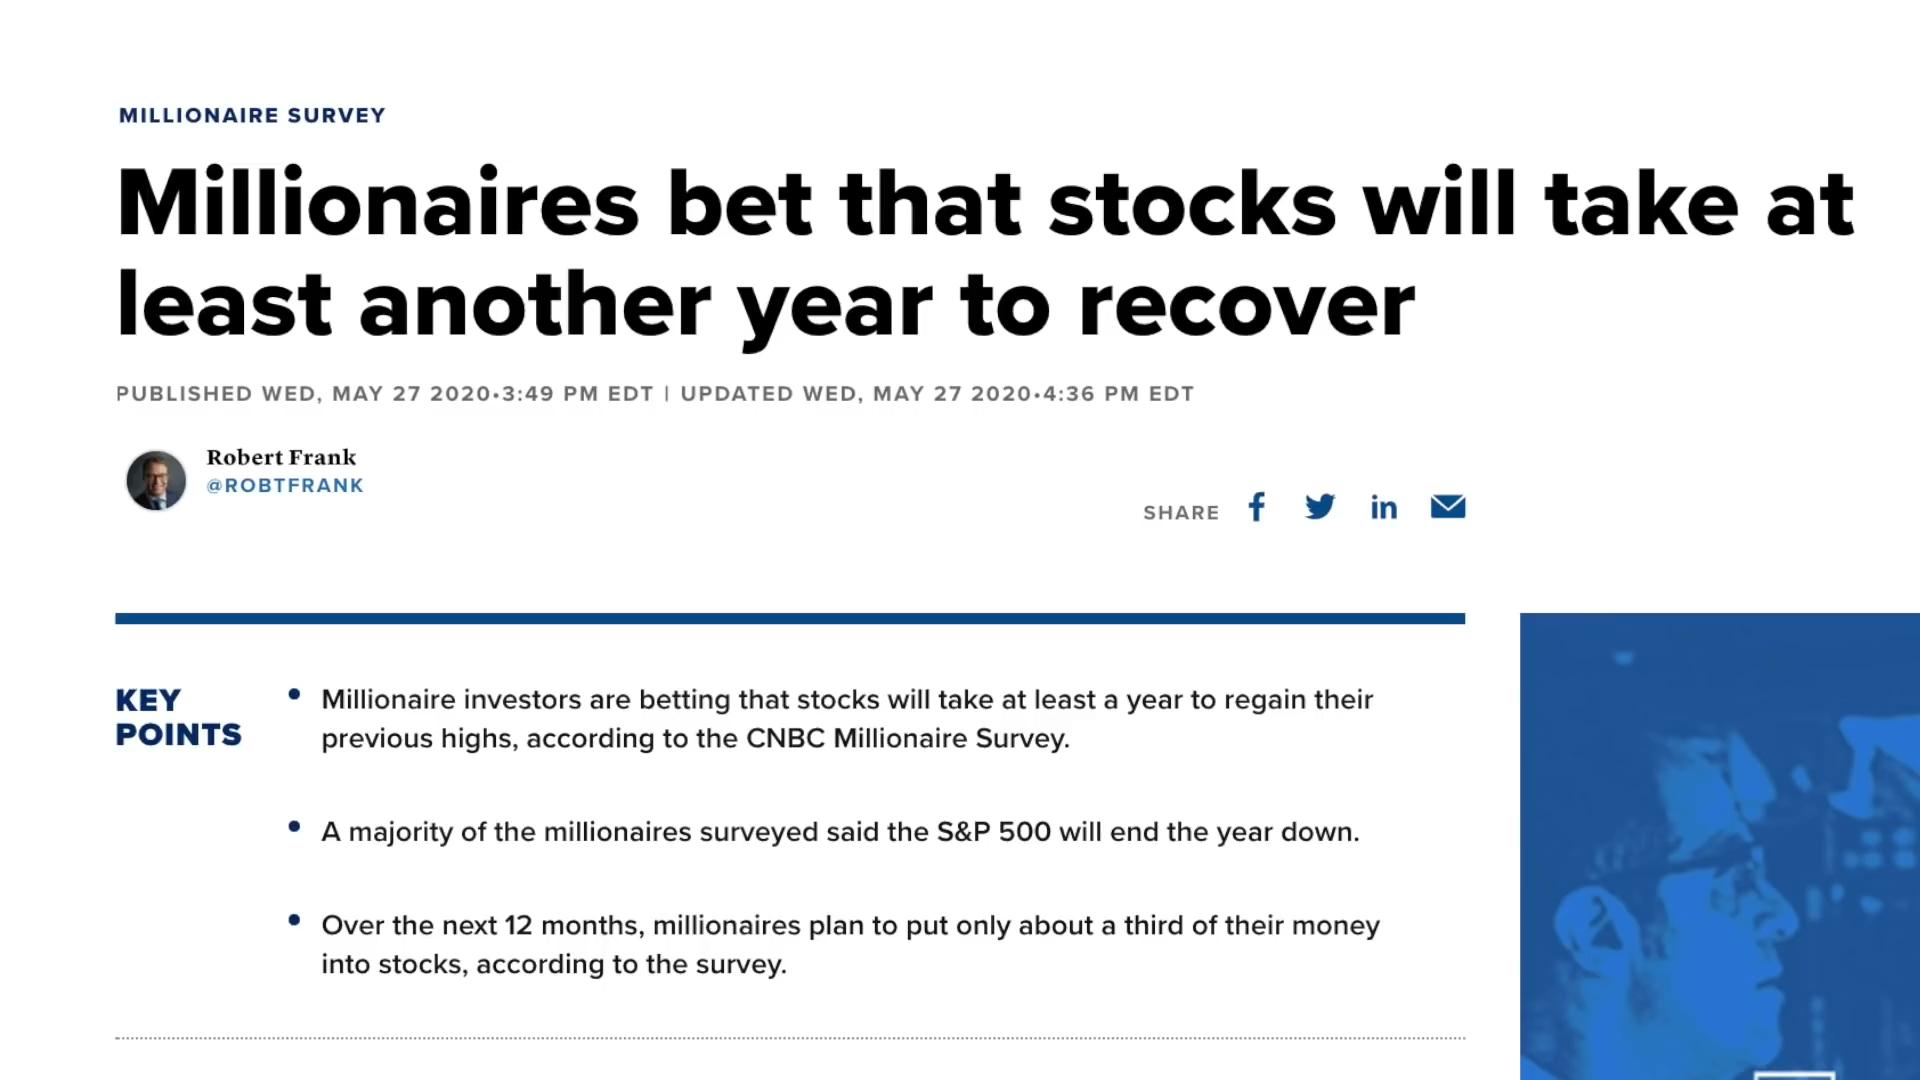 MILLIONAIRE SURVEY
Millionaires bet that stocks will take at
least another year to recover
PUBLISHED WED, MAY 27 2020•3:49 PM EDT | UPDATED WED, MAY 27 2020•4:36 PM EDT
Robert Frank
@ROBTFRANK
SHARE
KEY
POINTS
• Millionaire investors are betting that stocks will take at least a year to regain their
previous highs, according to the CNBC Millionaire Survey.
• A majority of the millionaires surveyed said the S&P 500 will end the year down.
• Over the next 12 months, millionaires plan to put only about a third of their money
into stocks, according to the survey.